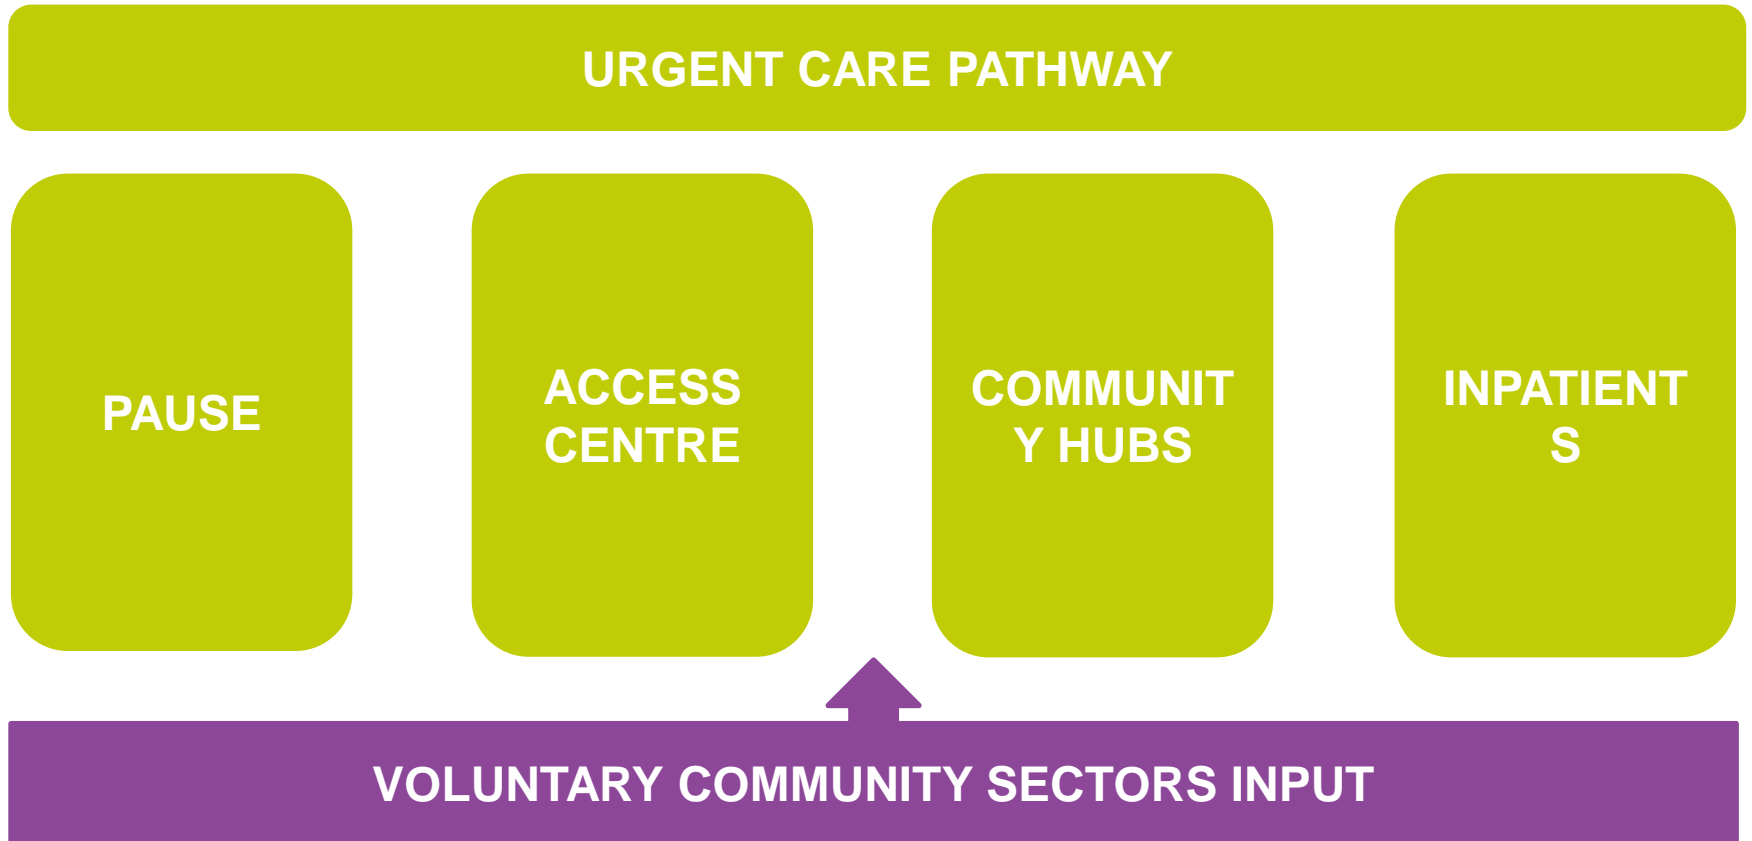 URGENT CARE PATHWAY
PAUSE
ACCESS
CENTRE
COMMUNIT
Y HUBS
INPATIENT
S
VOLUNTARY COMMUNITY SECTORS INPUT